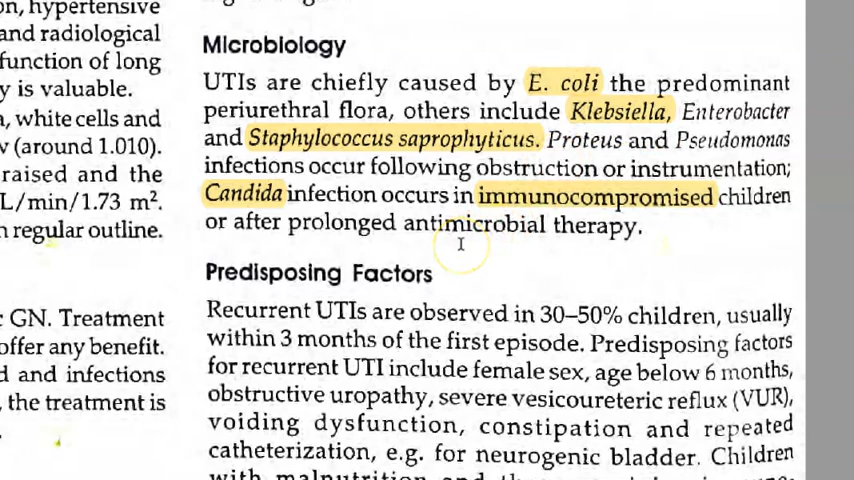 on, hypertensive
and radiological
function of long
y is valuable.
, white cells and
v (around 1.010).
raised and the
L/min/1.73 m².
n regular outline.
: GN. Treatment
offer any benefit.
d and infections
, the treatment is
Microbiology
UTIs are chiefly caused by E. coli the predominant
periurethral flora, others include Klebsiella, Enterobacter
and Staphylococcus saprophyticus. Proteus and Pseudomonas
infections occur following obstruction or instrumentation;
Candida infection occurs in immunocompromised children
or after prolonged antimicrobial therapy.
Predisposing Factors
Recurrent UTIs are observed in 30–50% children, usually
within 3 months of the first episode. Predisposing factors
for recurrent UTI include female sex, age below 6 months,
obstructive uropathy, severe vesicoureteric reflux (VUR),
voiding dysfunction, constipation and repeated
catheterization, e.g. for neurogenic bladder. Children
with malnutrition and